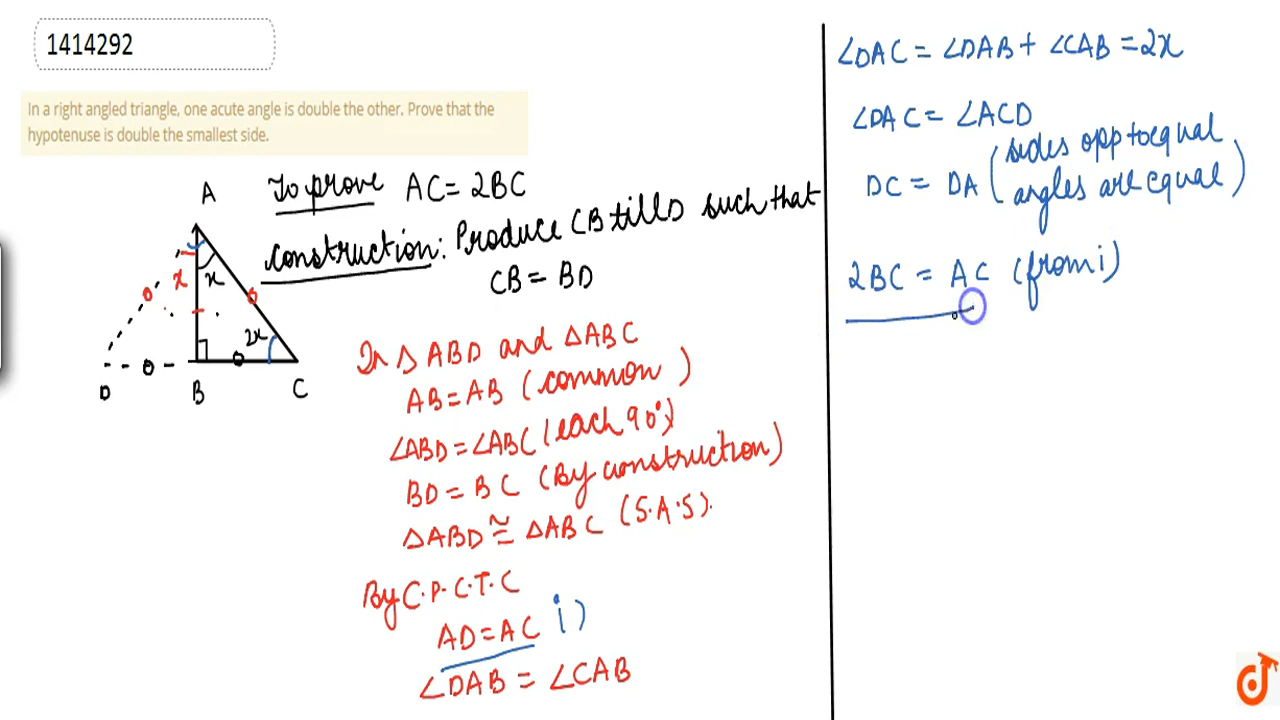 1414292
In a right angled triangle, one acute angle is double the other. Prove that the
hypotenuse is double the smallest side.
A
To prove AC = 2BC
construction: Produce CB tills such that
CB = BD
x
x
2x
D
B
C
In △ ABD and △ABC
AB = AB (common)
∠ABD = ∠ABC (each 90°)
BD = BC (By construction)
△ABD ≅ △ABC (S.A.S).
By C.P.C.T.C
AD = AC i)
∠DAB = ∠CAB
∠DAC = ∠DAB + ∠CAB = 2x
∠DAC = ∠ACD
DC = DA (sides opp to equal
angles are equal)
2BC = AC (from i)